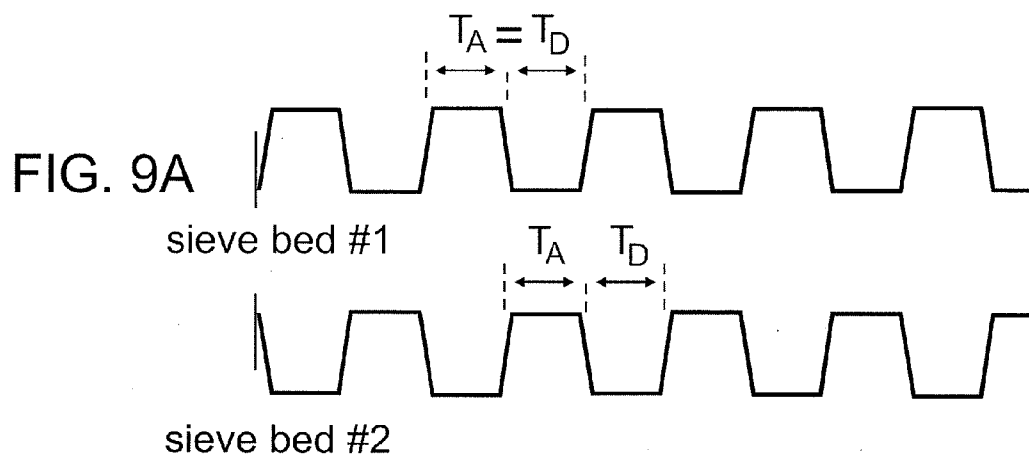 T_A = T_D
FIG. 9A
sieve bed #1
T_A T_D
sieve bed #2